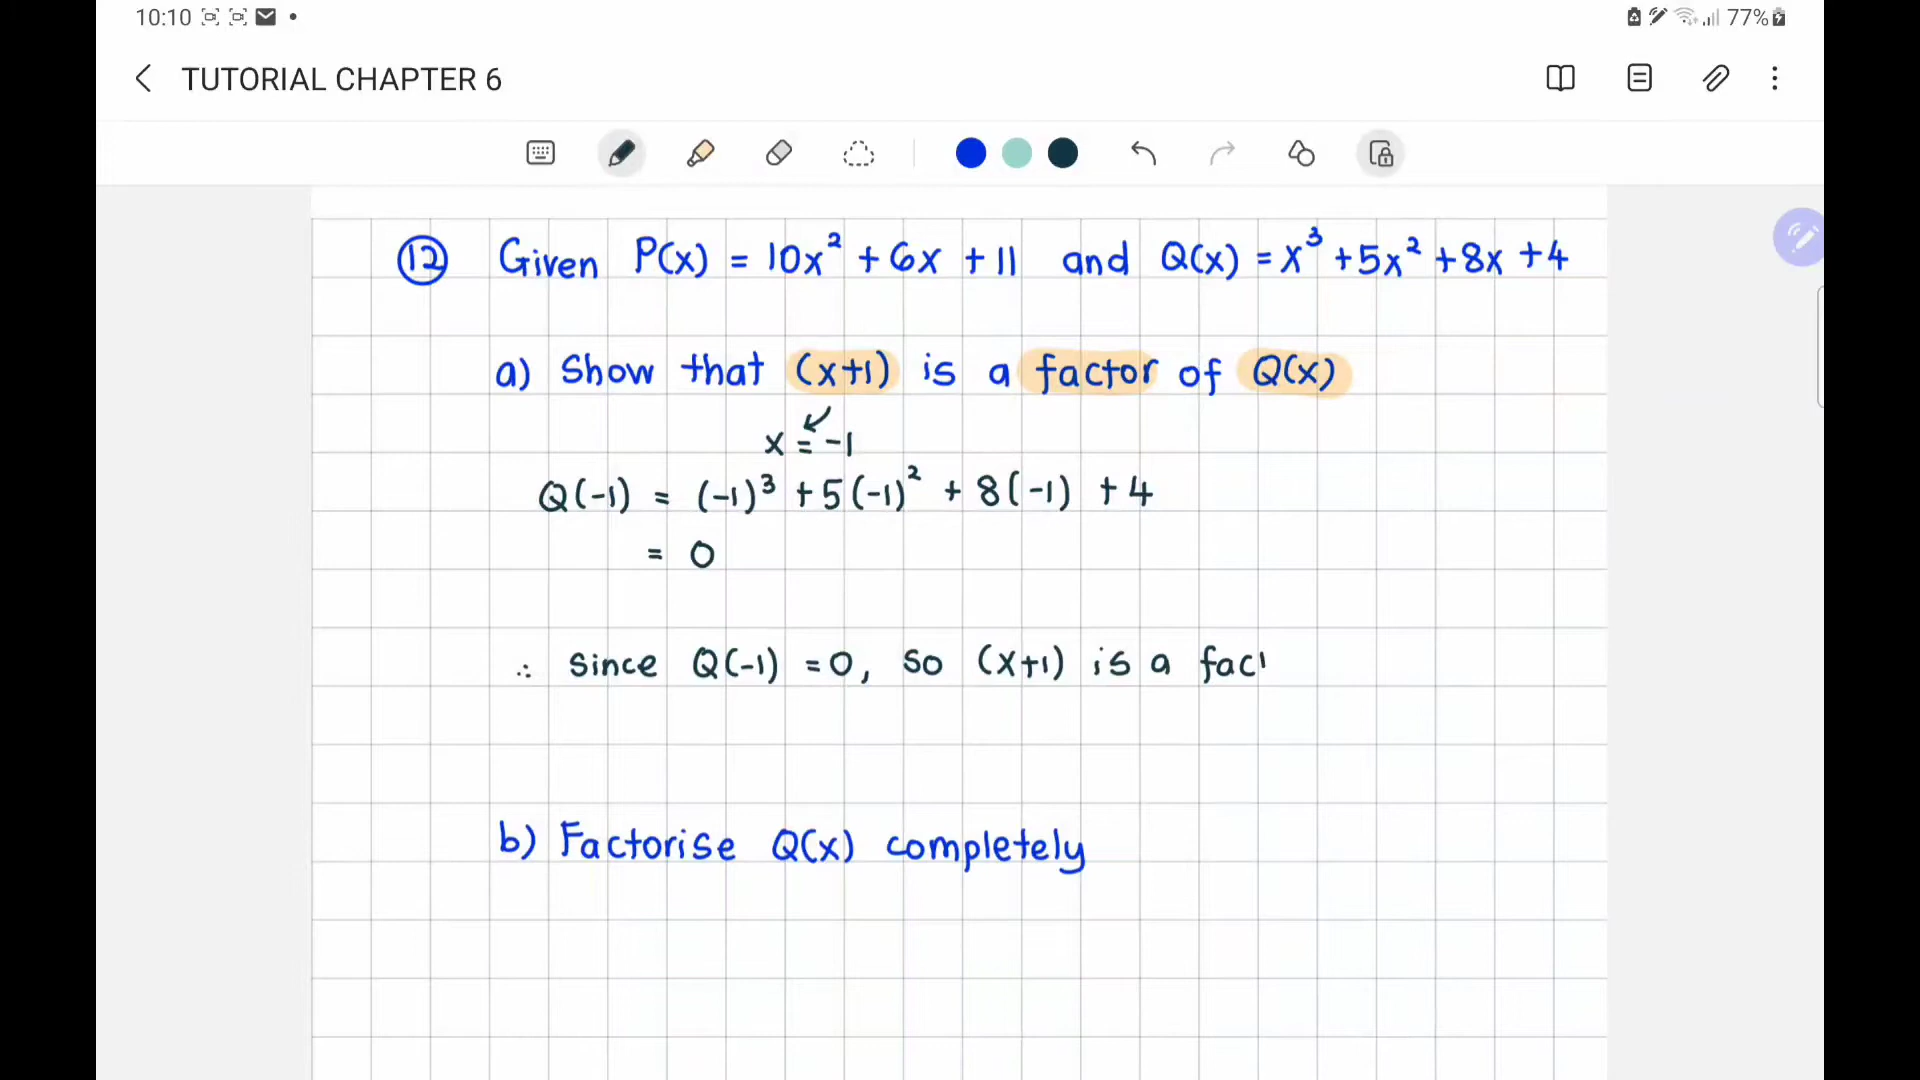 10:10 77%
TUTORIAL CHAPTER 6
12 Given P(x) = 10x² + 6x + 11 and Q(x) = x³ + 5x² + 8x + 4
a) Show that (x+1) is a factor of Q(x)
x = -1
Q(-1) = (-1)³ + 5(-1)² + 8(-1) + 4
= 0
∴ Since Q(-1) = 0, so (x+1) is a fac
b) Factorise Q(x) completely